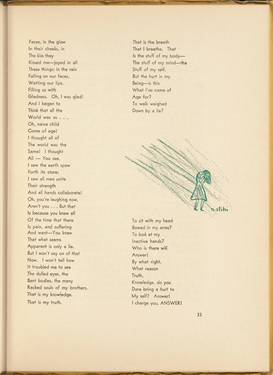 Faces, in the glow
In their cheeks, in
The kiss they
Kissed me—joyed in all
These things: in the rain
Falling on our faces,
Wetting our lips,
Filling us with
Gladness. Oh, I was glad!
And I began to
Think that all the
World was so . . .
Oh, naive child
Come of age!
I thought all of
The world was the
Same! I thought
All — You see,
I saw the earth spew
Forth its store;
I saw all men unite
Their strength
And all hands collaborate!
Oh, you're laughing now,
Aren't you . . . But that
Is because you knew all
Of the time that there
Is pain, and suffering
And want—You knew
That what seems
Apparent is only a lie.
But I won't say on of that
Now. I won't tell how
It troubled me to see
The dulled eyes, the
Bent bodies, the many
Racked souls of my brothers.
That is my knowledge.
That is my truth.
That is the breath
That I breathe. That
Is the stuff of my body—
The stuff of my mind—the
Stuff of my self.
But the hurt in my
Being—is this
What I've come of
Age for?
To walk weighted
Down by a lie?
To sit with my head
Bowed in my arms?
To look at my
Inactive hands?
Who is there will
Answer!
By what right,
What reason
Truth,
Knowledge, do you
Dare bring a hurt to
My self? Answer!
I charge you, ANSWER!